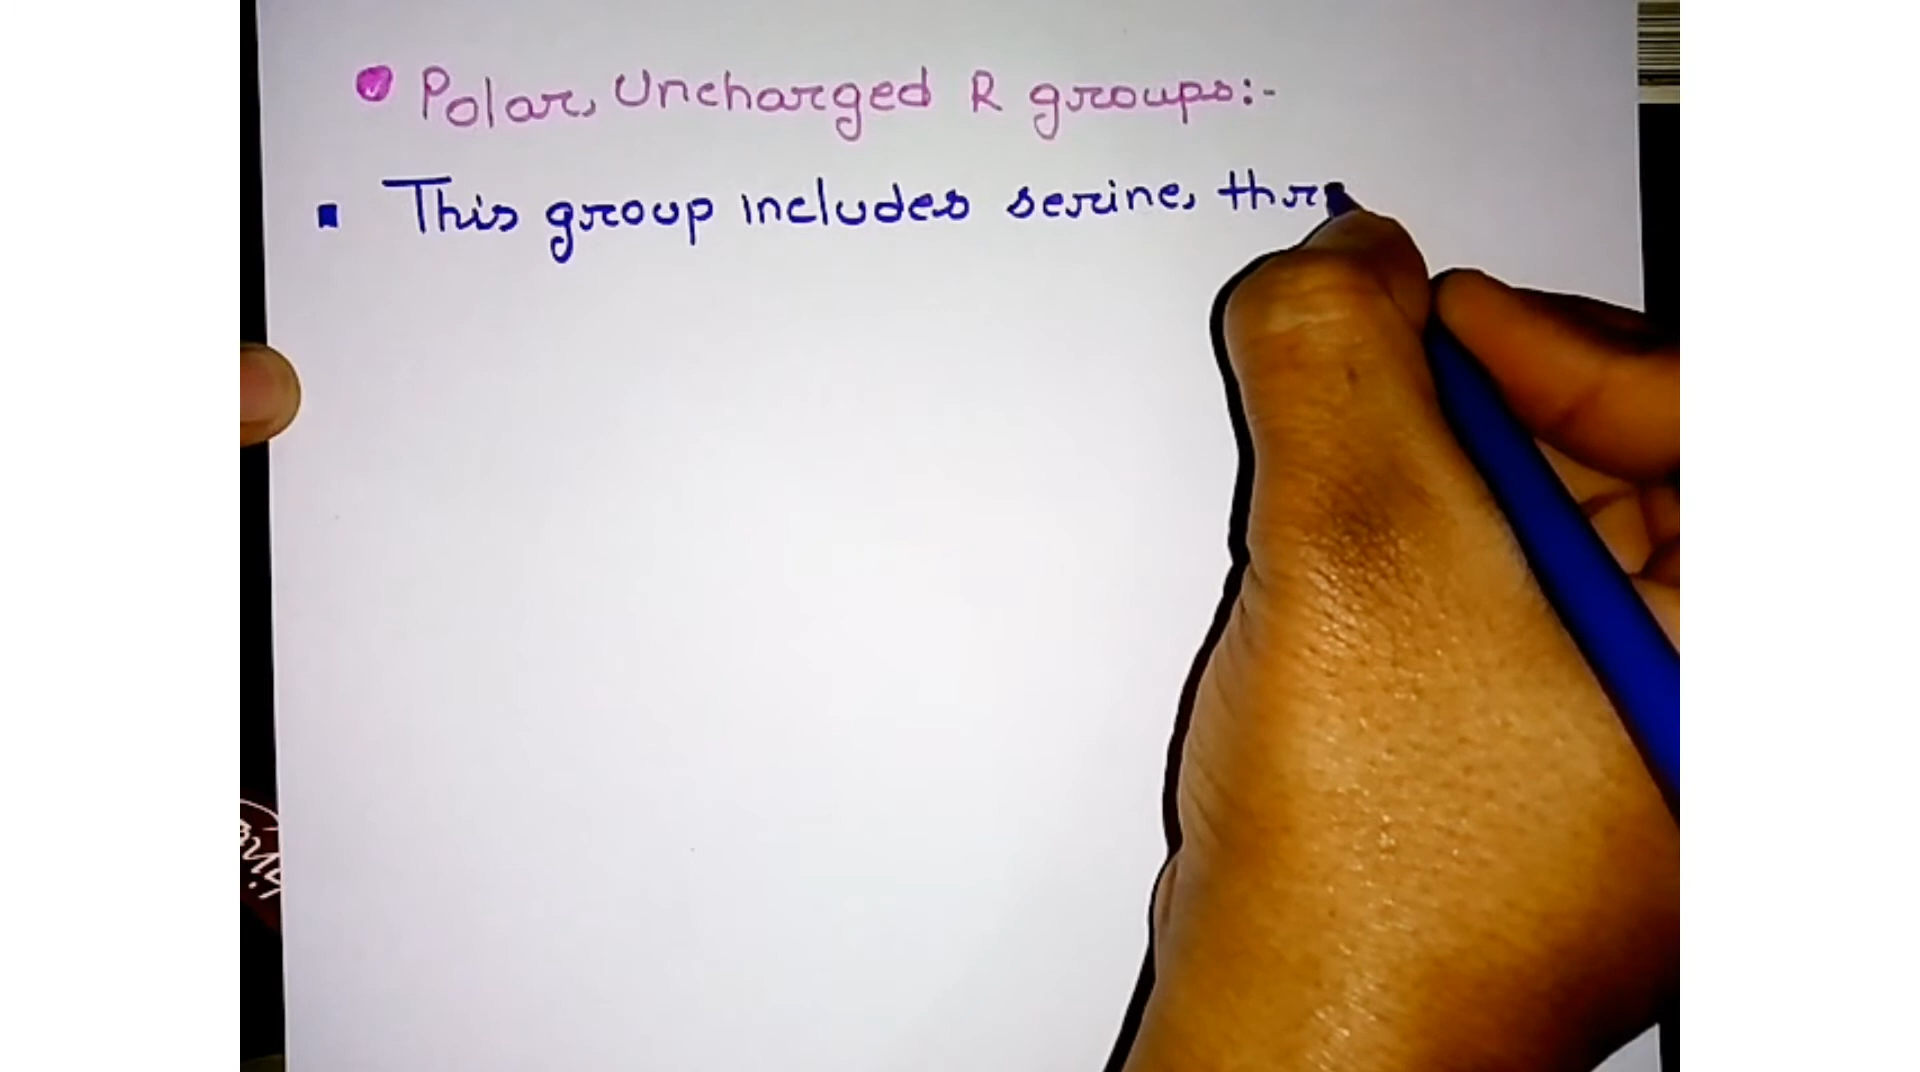 Polar, Uncharged R groups:-
This group includes serine, thr